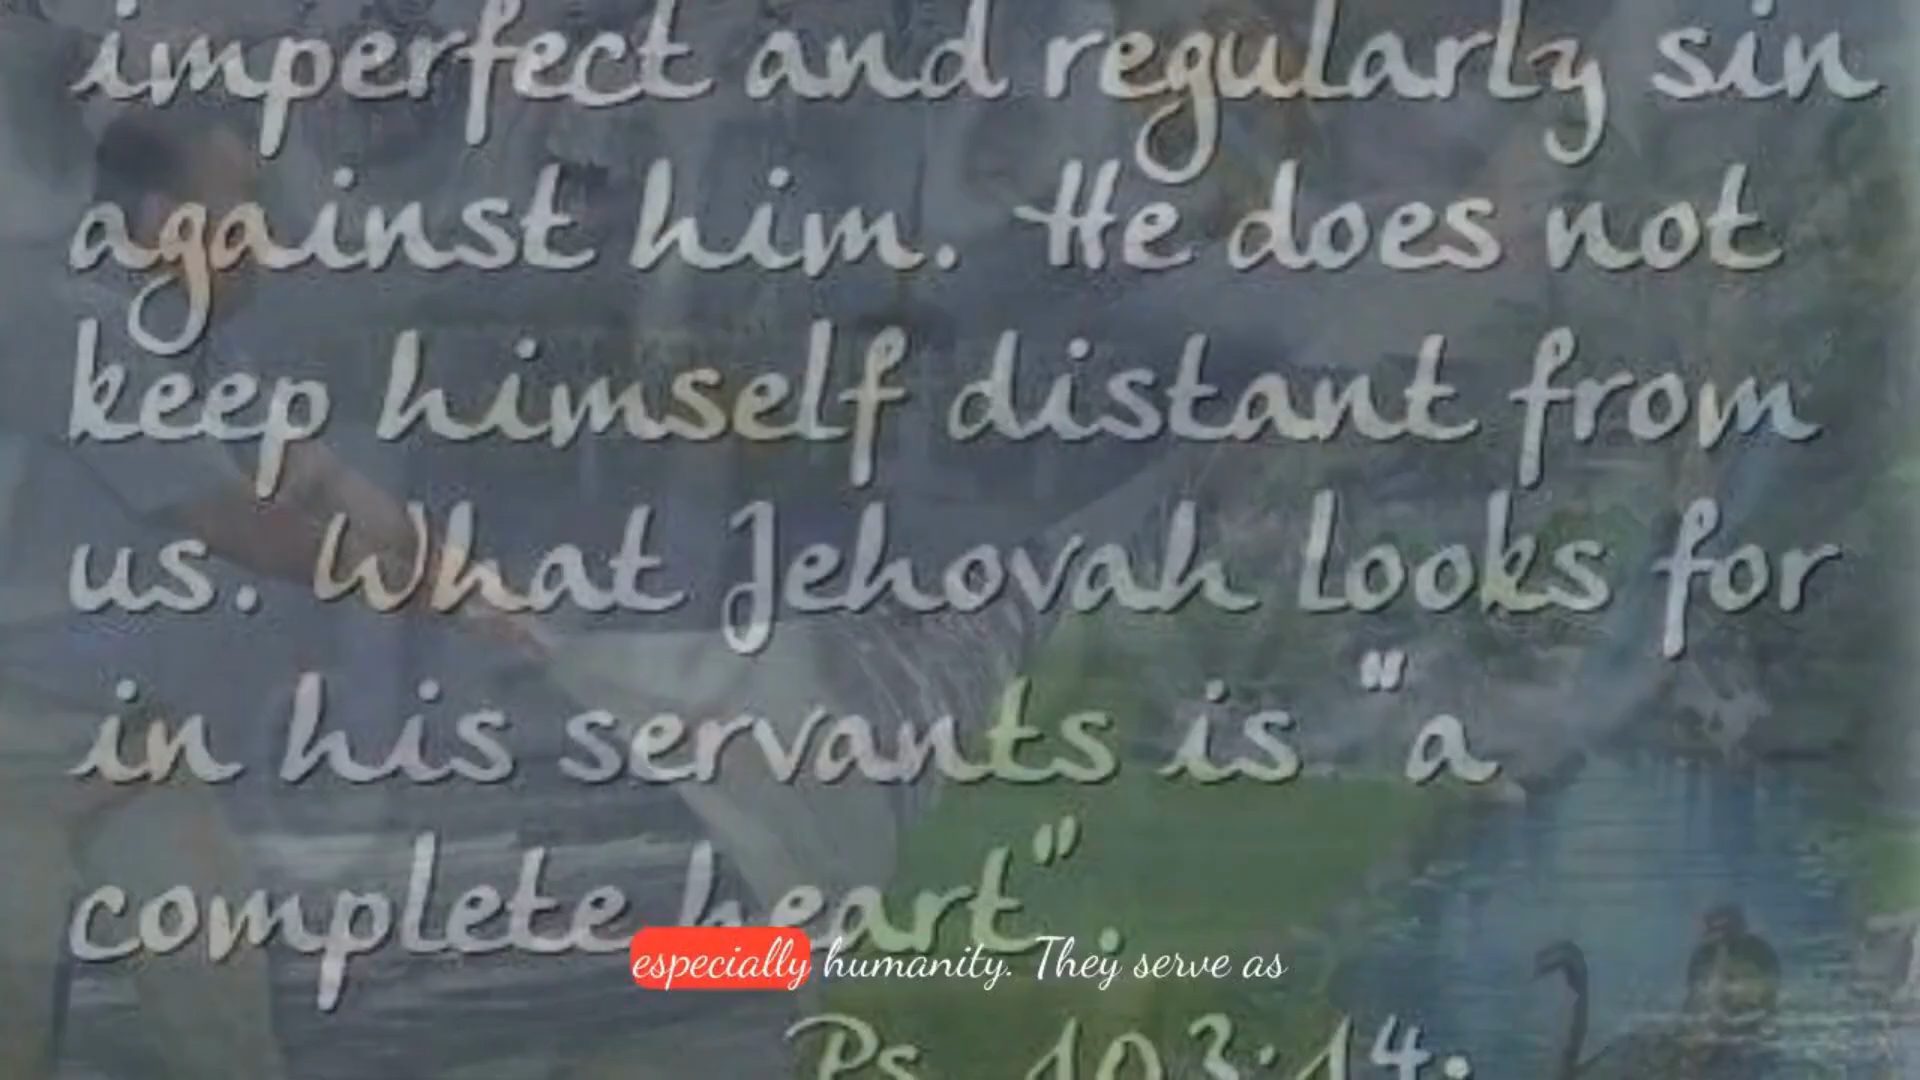 imperfect and regularly sin
against him. He does not
keep himself distant from
us. What Jehovah looks for
in his servants is "a
complete heart".
especially humanity. They serve as
Ps. 103:14;